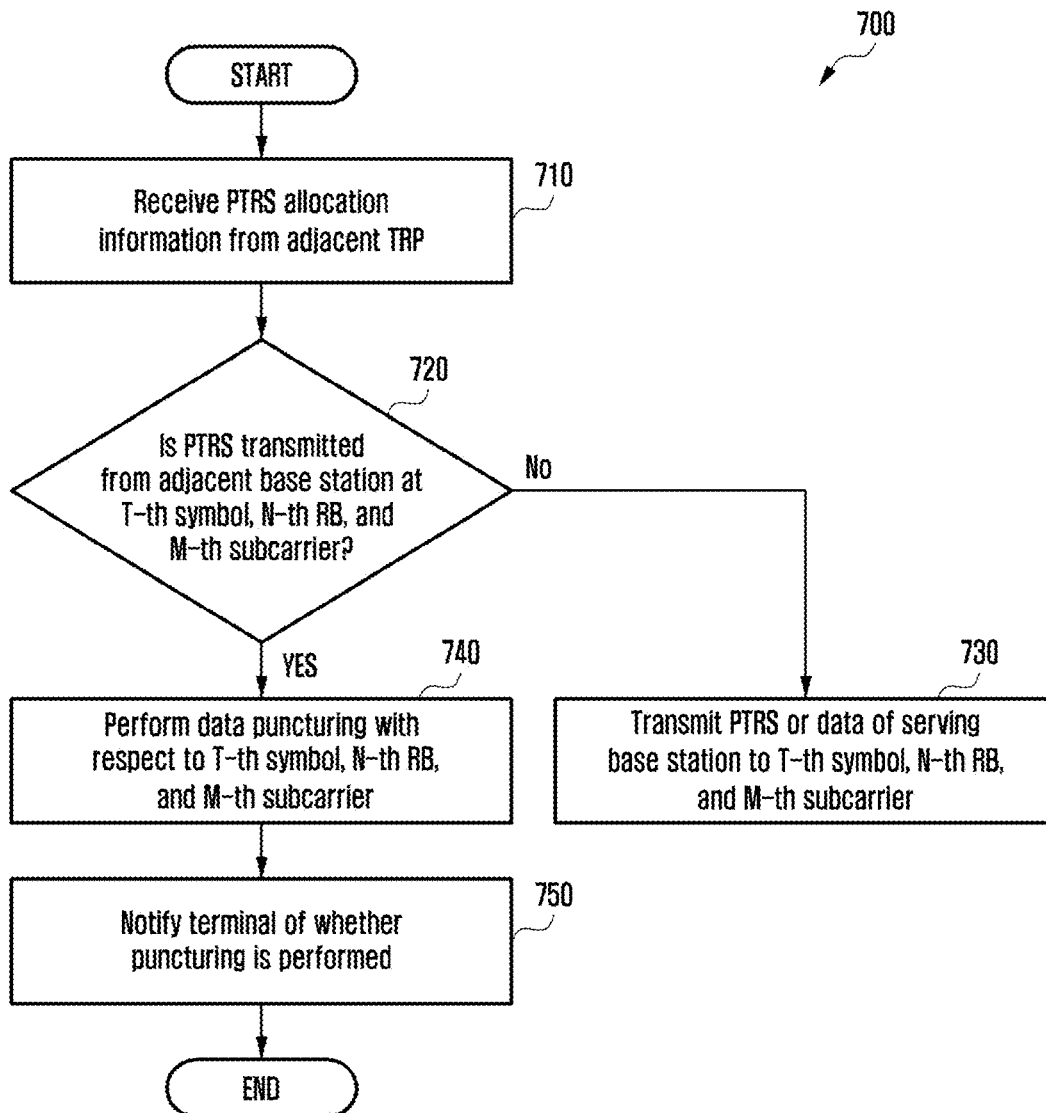 700
START
710
Receive PTRS allocation
information from adjacent TRP
720
Is PTRS transmitted
from adjacent base station at
T-th symbol, N-th RB, and
M-th subcarrier?
No
YES
740
Perform data puncturing with
respect to T-th symbol, N-th RB,
and M-th subcarrier
730
Transmit PTRS or data of serving
base station to T-th symbol, N-th RB,
and M-th subcarrier
750
Notify terminal of whether
puncturing is performed
END